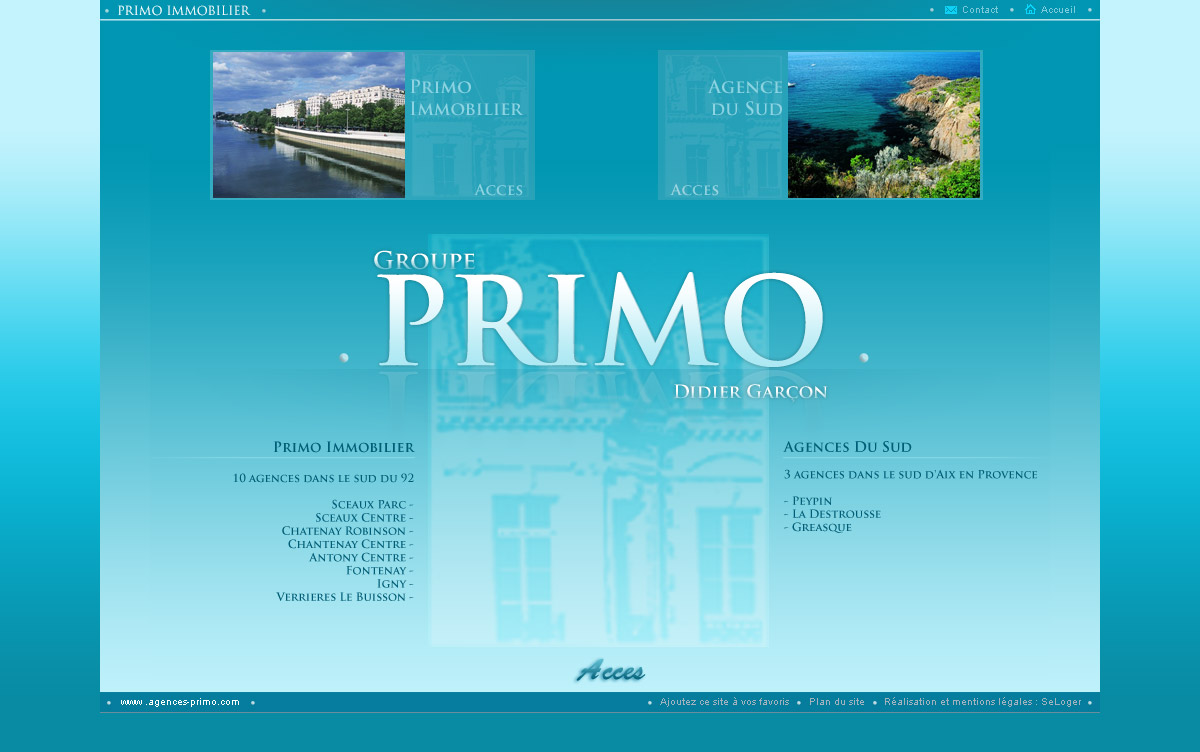 PRIMO IMMOBILIER
Contact
Accueil
PRIMO
IMMOBILIER
ACCES
AGENCE
DU SUD
ACCES
GROUPE
PRIMO
DIDIER GARÇON
PRIMO IMMOBILIER
10 AGENCES DANS LE SUD DU 92
SCEAUX PARC -
SCEAUX CENTRE -
CHATENAY ROBINSON -
CHANTENAY CENTRE -
ANTONY CENTRE -
FONTENAY -
IGNY -
VERRIERES LE BUISSON -
AGENCES DU SUD
3 AGENCES DANS LE SUD D'AIX EN PROVENCE
- PEYPIN
- LA DESTROUSSE
- GREASQUE
Acces
www.agences-primo.com
Ajoutez ce site à vos favoris
Plan du site
Réalisation et mentions légales : SeLoger